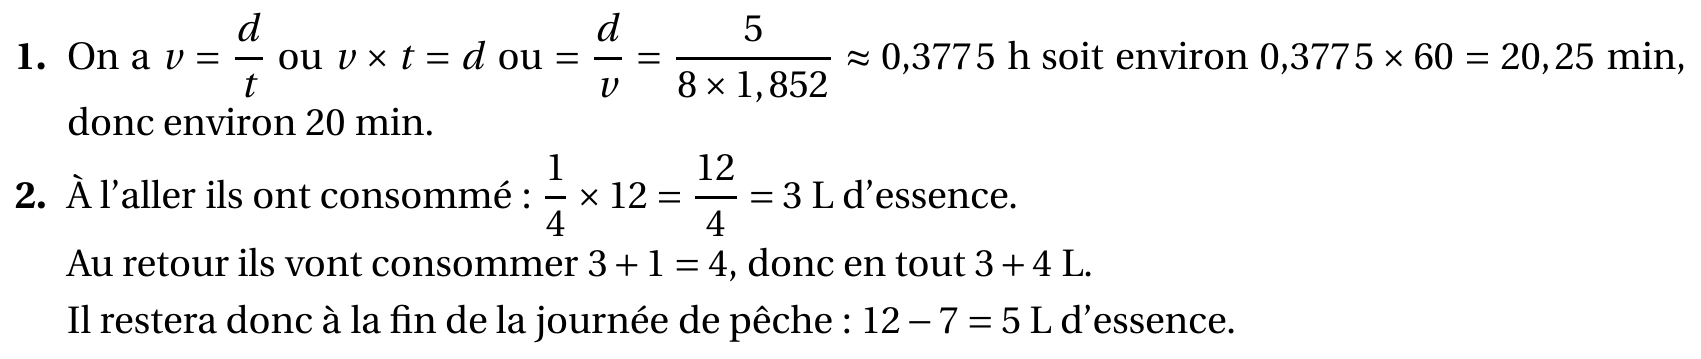 1. On a v = d/t ou v × t = d ou = d/v = 5/(8 × 1,852) ≈ 0,3775 h soit environ 0,3775 × 60 = 20,25 min,
donc environ 20 min.
2. À l’aller ils ont consommé : 1/4 × 12 = 12/4 = 3 L d’essence.
Au retour ils vont consommer 3 + 1 = 4, donc en tout 3 + 4 L.
Il restera donc à la fin de la journée de pêche : 12 − 7 = 5 L d’essence.